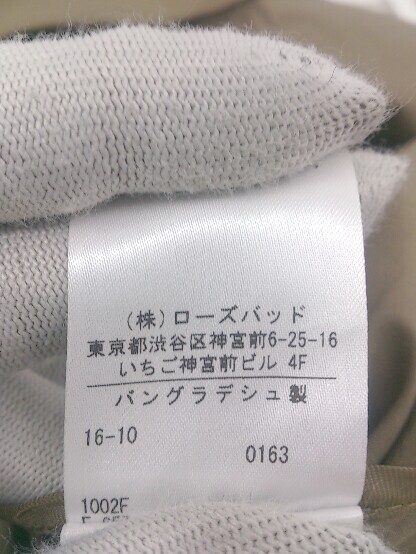 (株)ローズバッド
東京都渋谷区神宮前6-25-16
いちご神宮前ビル 4F
バングラデシュ製
16-10
0163
1002F